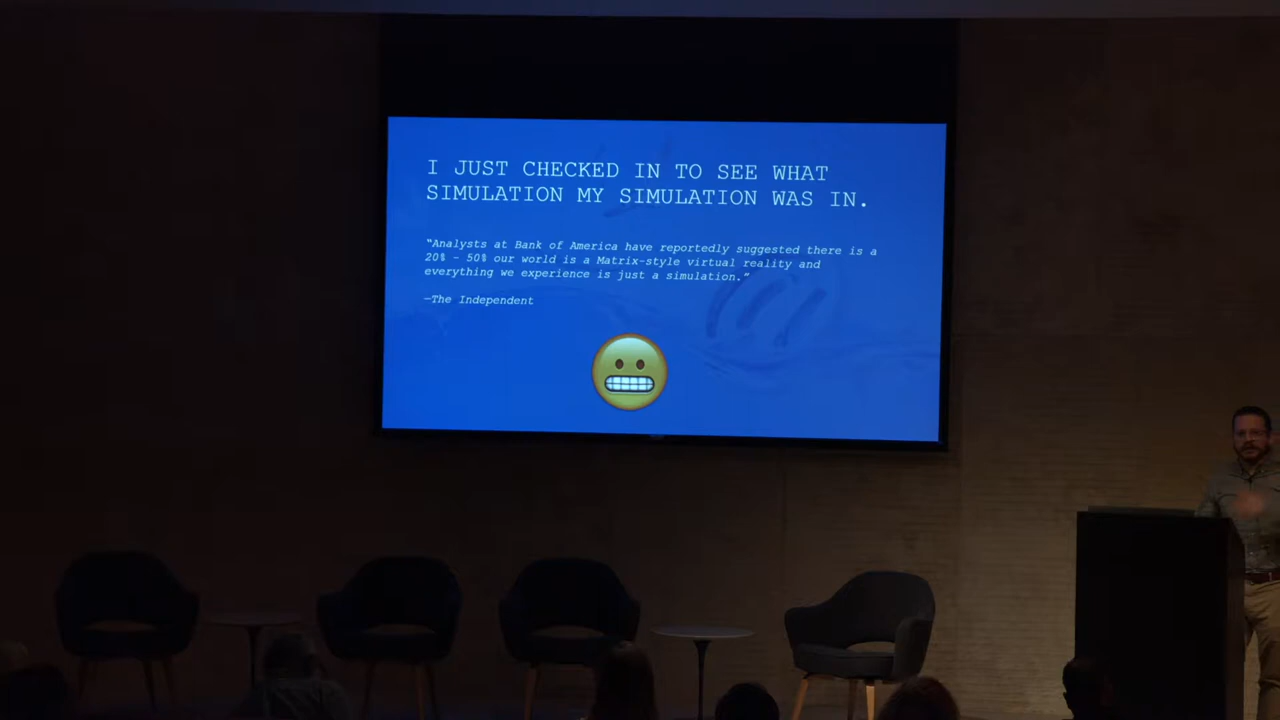 I JUST CHECKED IN TO SEE WHAT
SIMULATION MY SIMULATION WAS IN.
"Analysts at Bank of America have reportedly suggested there is a
20% - 50% our world is a Matrix-style virtual reality and
everything we experience is just a simulation."
—The Independent